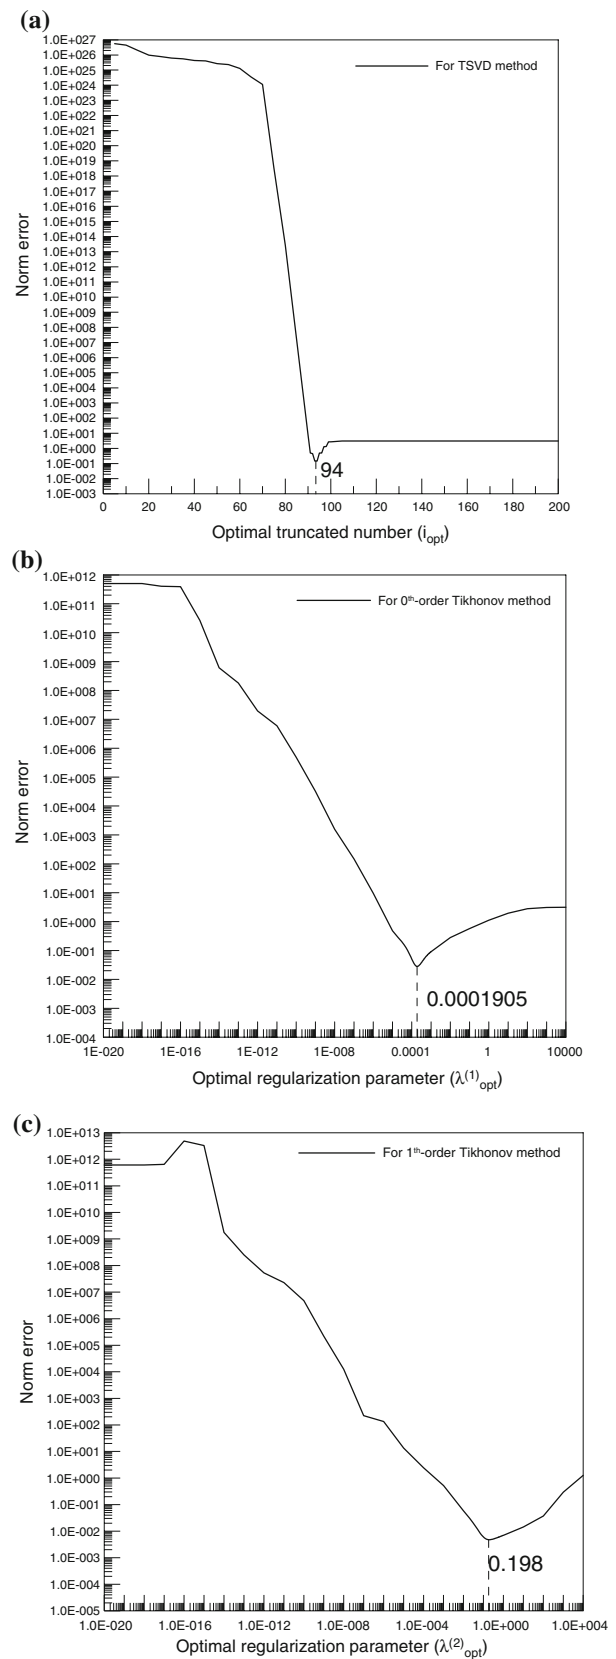 (a)
1.0E+027
1.0E+026
1.0E+025
1.0E+024
1.0E+023
1.0E+022
1.0E+021
1.0E+020
1.0E+019
1.0E+018
1.0E+017
1.0E+016
1.0E+015
1.0E+014
1.0E+013
1.0E+012
1.0E+011
1.0E+010
1.0E+009
1.0E+008
1.0E+007
1.0E+006
1.0E+005
1.0E+004
1.0E+003
1.0E+002
1.0E+001
1.0E+000
1.0E-001
1.0E-002
1.0E-003
Norm error
For TSVD method
94
0 20 40 60 80 100 120 140 160 180 200
Optimal truncated number (i_opt)
(b)
1.0E+012
1.0E+011
1.0E+010
1.0E+009
1.0E+008
1.0E+007
1.0E+006
1.0E+005
1.0E+004
1.0E+003
1.0E+002
1.0E+001
1.0E+000
1.0E-001
1.0E-002
1.0E-003
1.0E-004
Norm error
For 0th-order Tikhonov method
0.0001905
1E-020 1E-016 1E-012 1E-008 0.0001 1 10000
Optimal regularization parameter (λ^(1)_opt)
(c)
1.0E+013
1.0E+012
1.0E+011
1.0E+010
1.0E+009
1.0E+008
1.0E+007
1.0E+006
1.0E+005
1.0E+004
1.0E+003
1.0E+002
1.0E+001
1.0E+000
1.0E-001
1.0E-002
1.0E-003
1.0E-004
1.0E-005
Norm error
For 1th-order Tikhonov method
0.198
1.0E-020 1.0E-016 1.0E-012 1.0E-008 1.0E-004 1.0E+000 1.0E+004
Optimal regularization parameter (λ^(2)_opt)